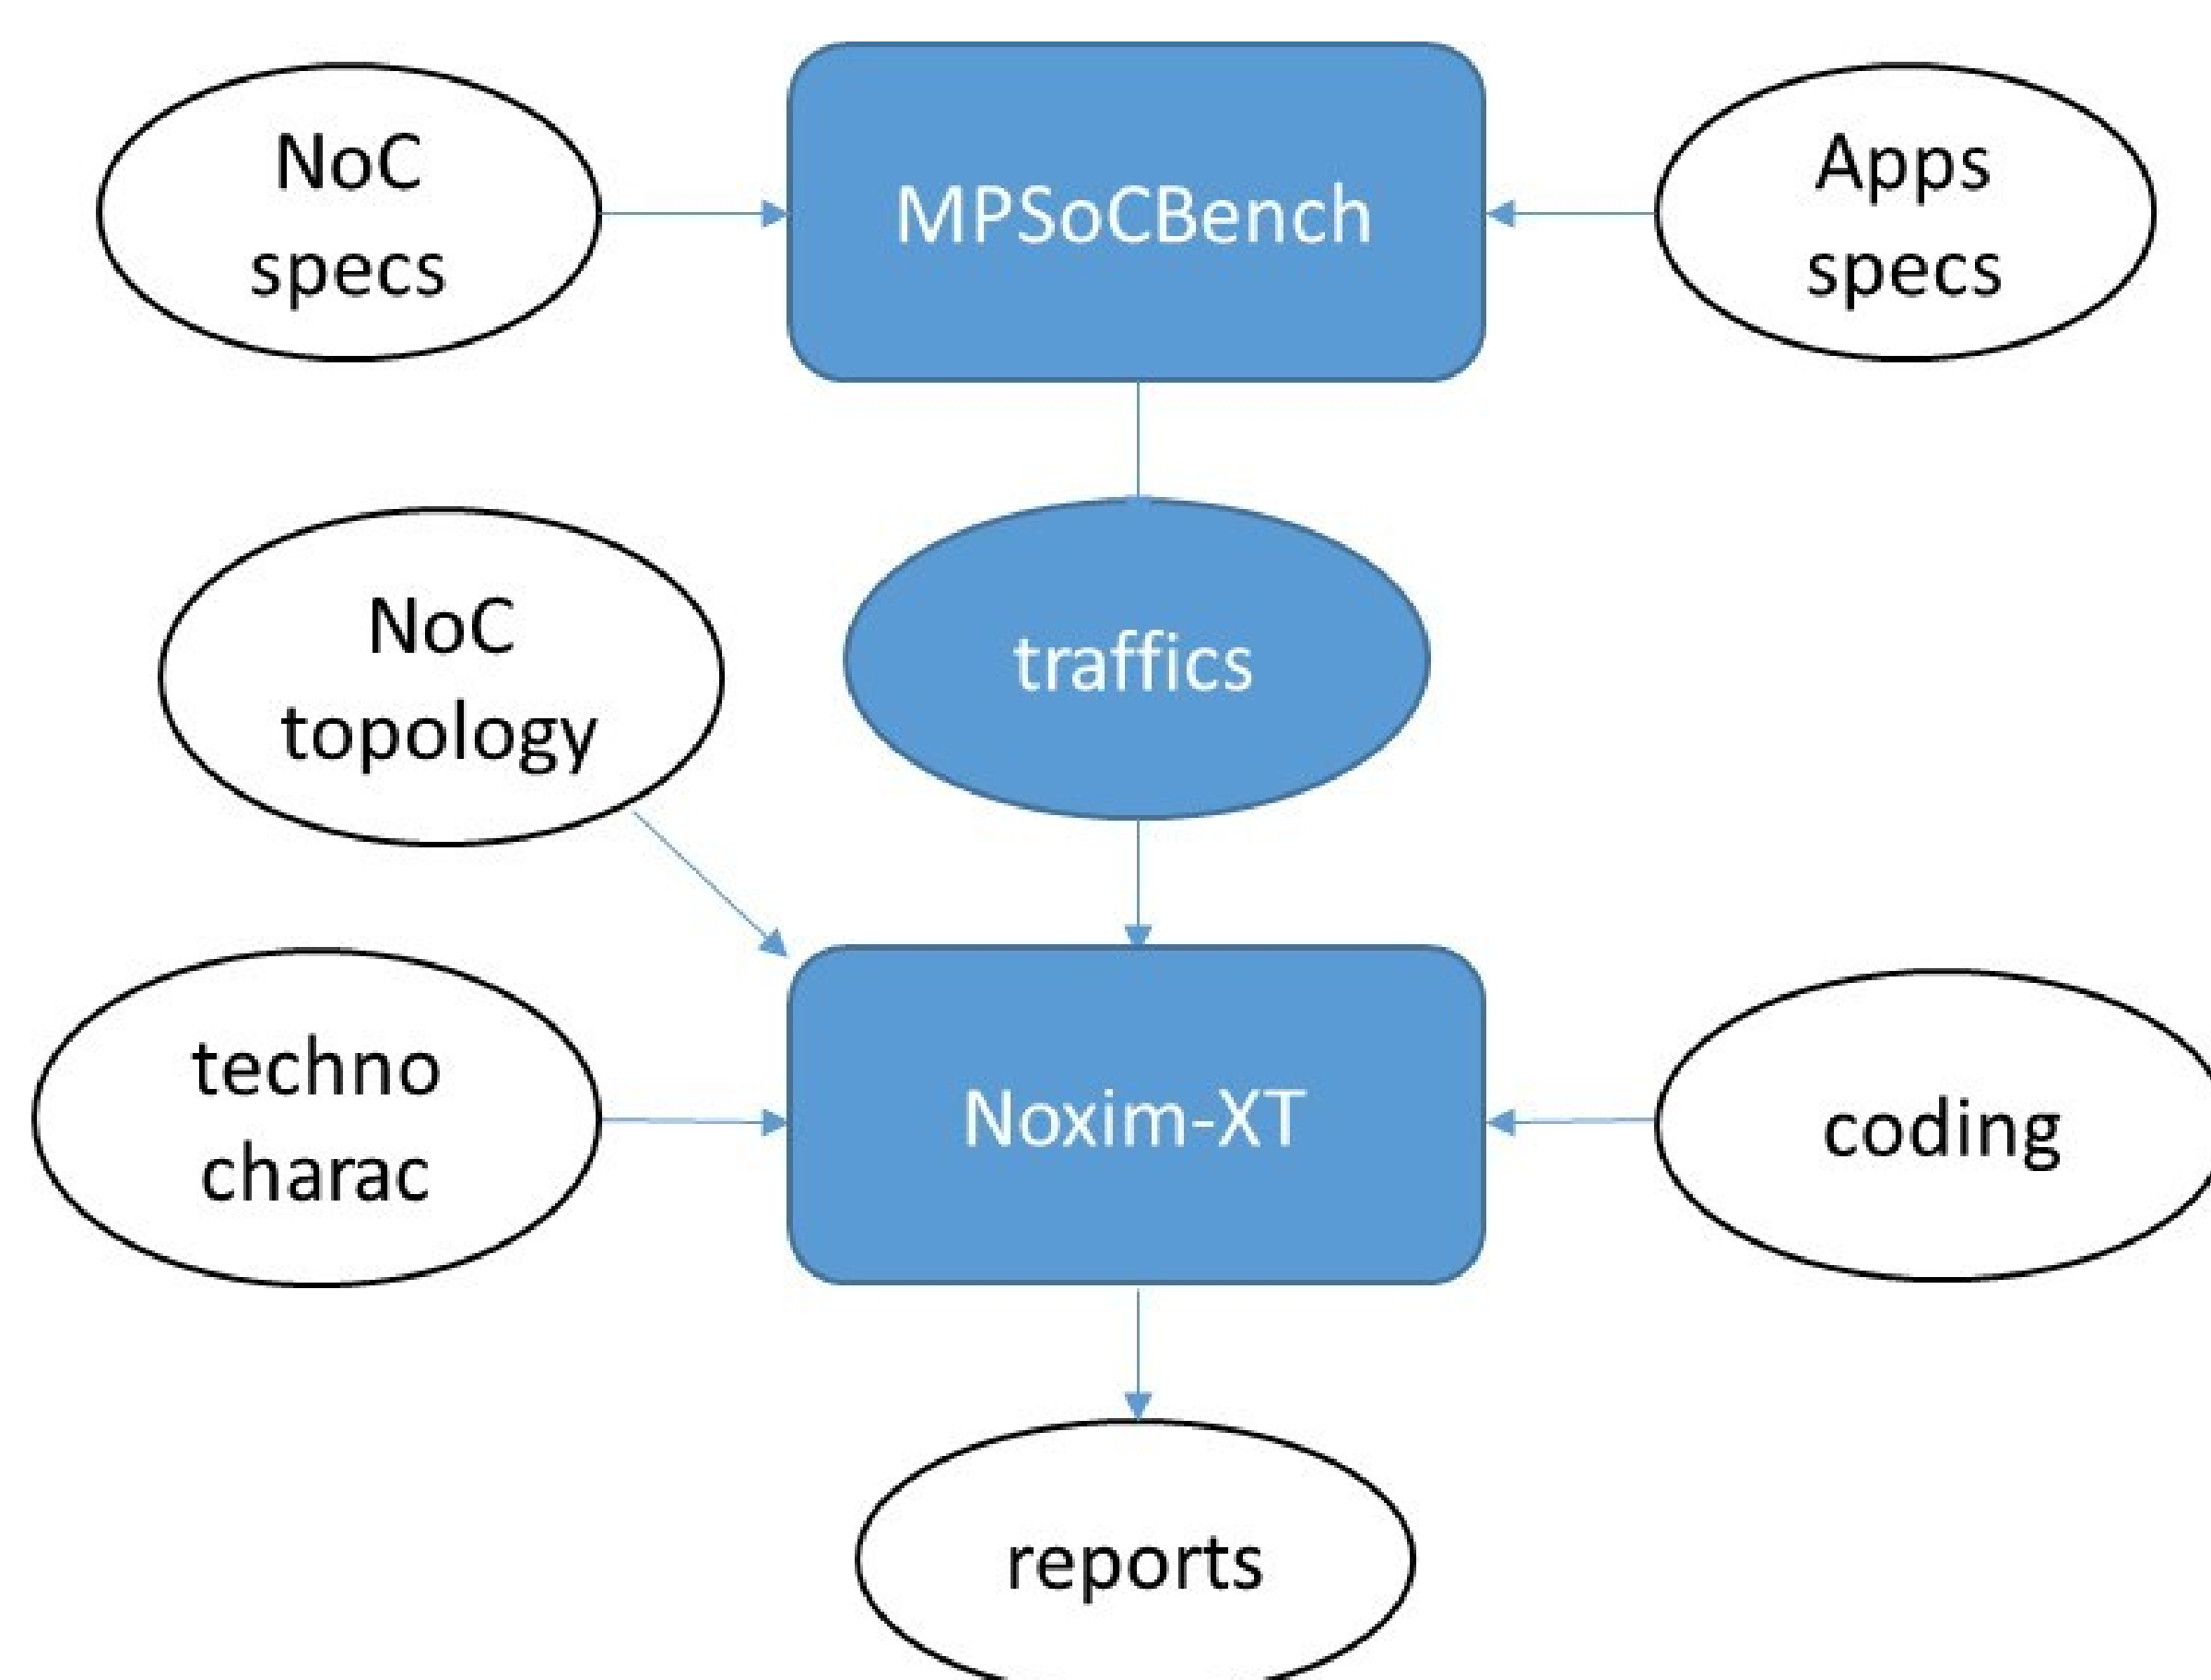 NoC
specs
MPSoCBench
Apps
specs
NoC
topology
traffics
techno
charac
Noxim-XT
coding
reports